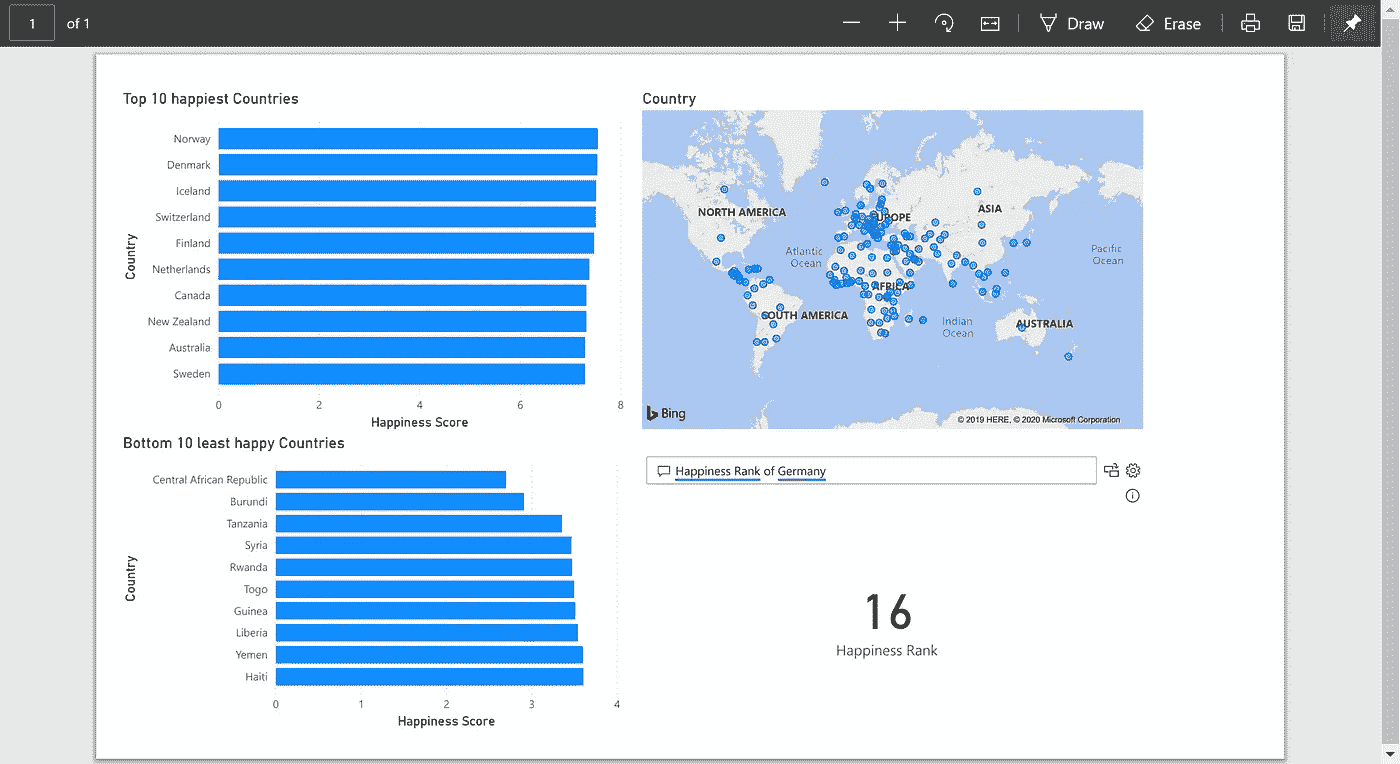 1 of 1 Draw Erase
Top 10 happiest Countries
Country
Norway
Denmark
Iceland
Switzerland
Finland
Netherlands
Canada
New Zealand
Australia
Sweden
0 2 4 6 8
Happiness Score
Bottom 10 least happy Countries
Country
Central African Republic
Burundi
Tanzania
Syria
Rwanda
Togo
Guinea
Liberia
Yemen
Haiti
0 1 2 3 4
Happiness Score
Country
NORTH AMERICA
EUROPE
ASIA
Atlantic
Ocean
Pacific
Ocean
AFRICA
SOUTH AMERICA
Indian
Ocean
AUSTRALIA
Bing
© 2019 HERE, © 2020 Microsoft Corporation
Happiness Rank of Germany
16
Happiness Rank